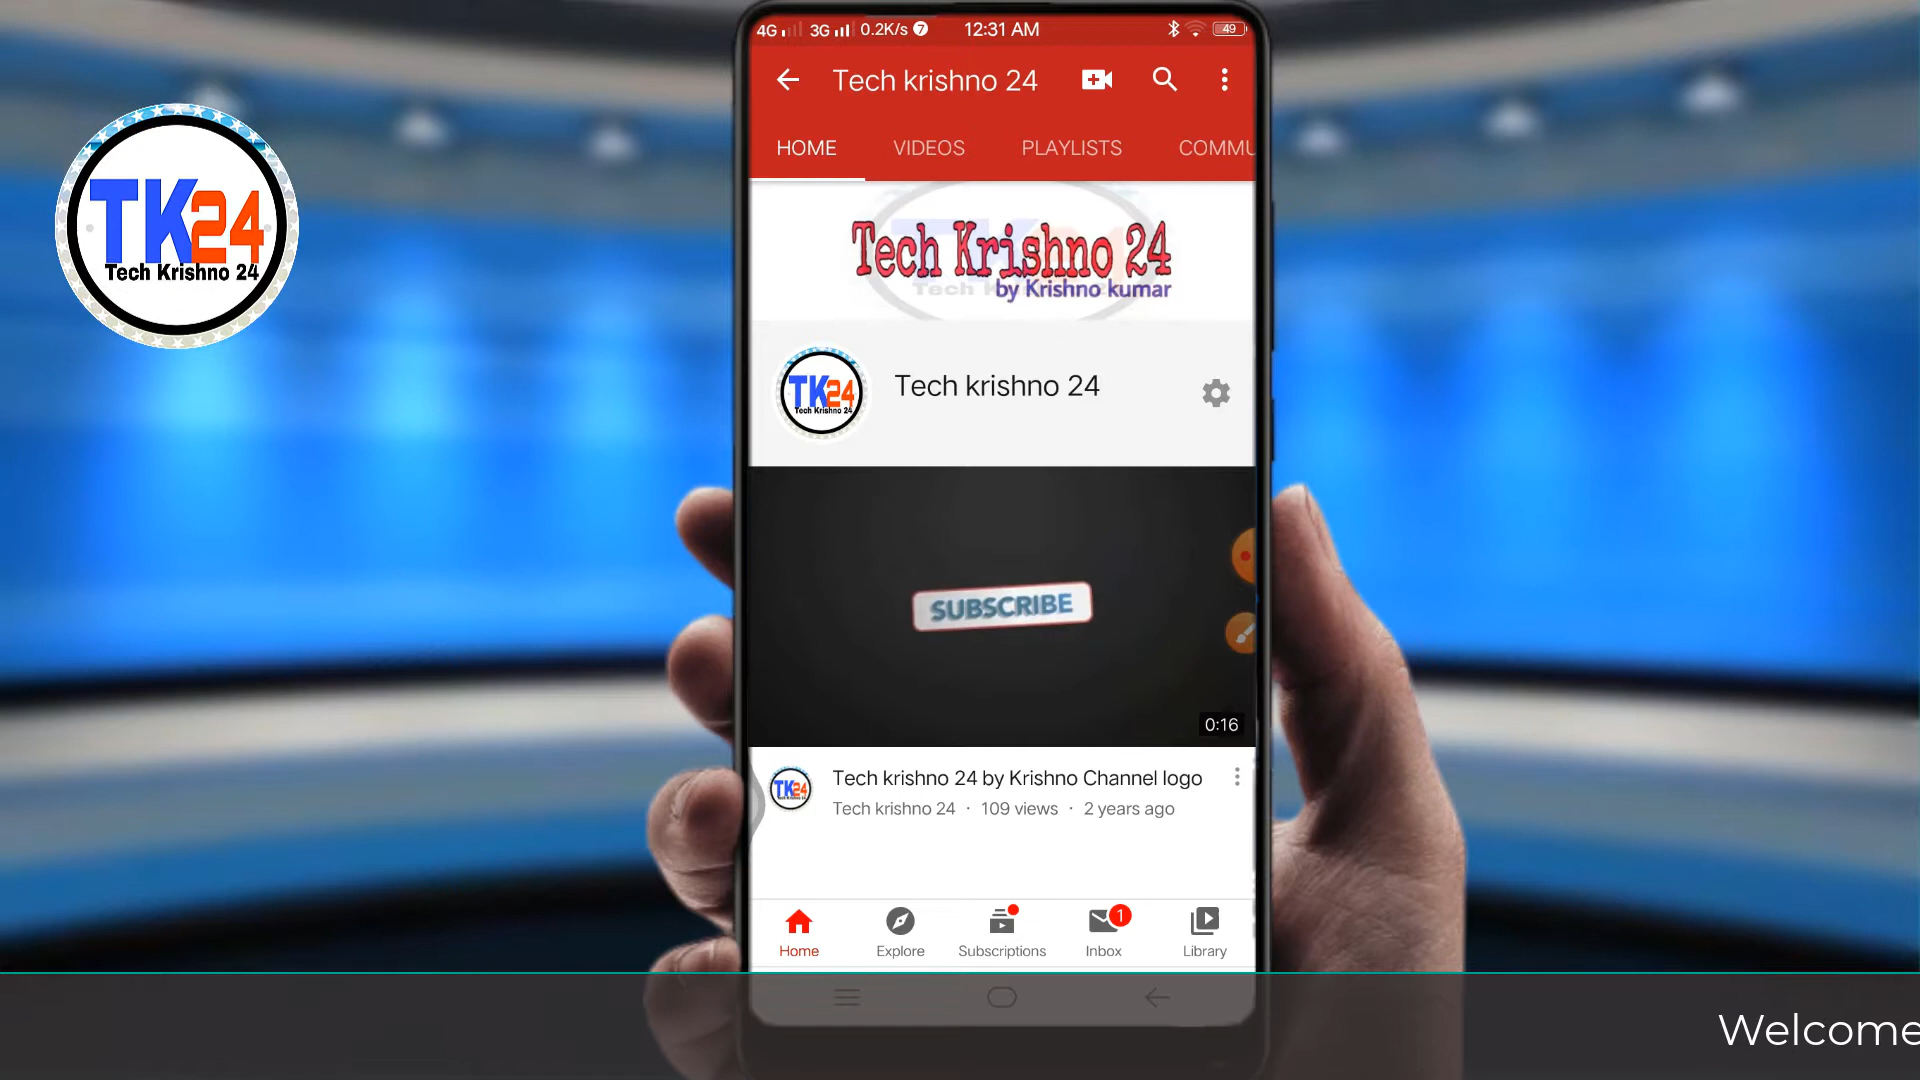 4G 3G 0.2K/s 7 12:31 AM 49
Tech krishno 24
HOME VIDEOS PLAYLISTS COMMU
TK24
Tech Krishno 24
Tech Krishno 24
by Krishno kumar
TK24
Tech Krishno 24
Tech krishno 24
SUBSCRIBE
0:16
TK24
Tech krishno 24 by Krishno Channel logo
Tech krishno 24 · 109 views · 2 years ago
1
Home Explore Subscriptions Inbox Library
Welcome